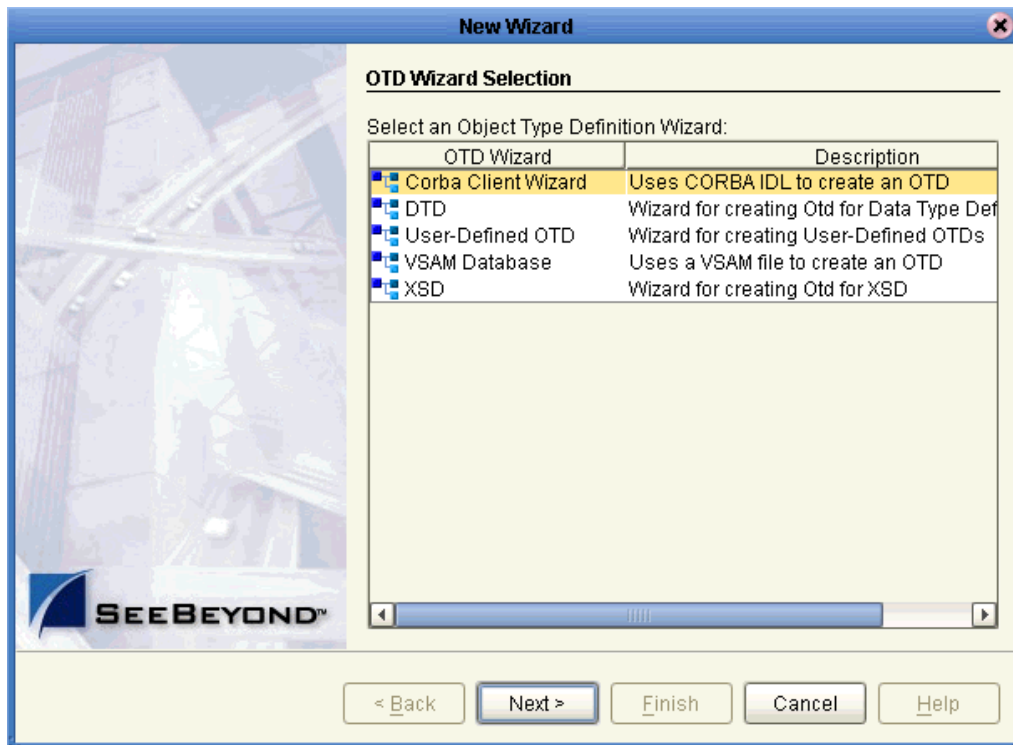 New Wizard
OTD Wizard Selection
Select an Object Type Definition Wizard:
OTD Wizard Description
Corba Client Wizard Uses CORBA IDL to create an OTD
DTD Wizard for creating Otd for Data Type Def
User-Defined OTD Wizard for creating User-Defined OTDs
VSAM Database Uses a VSAM file to create an OTD
XSD Wizard for creating Otd for XSD
SEEBEYOND™
< Back Next > Finish Cancel Help